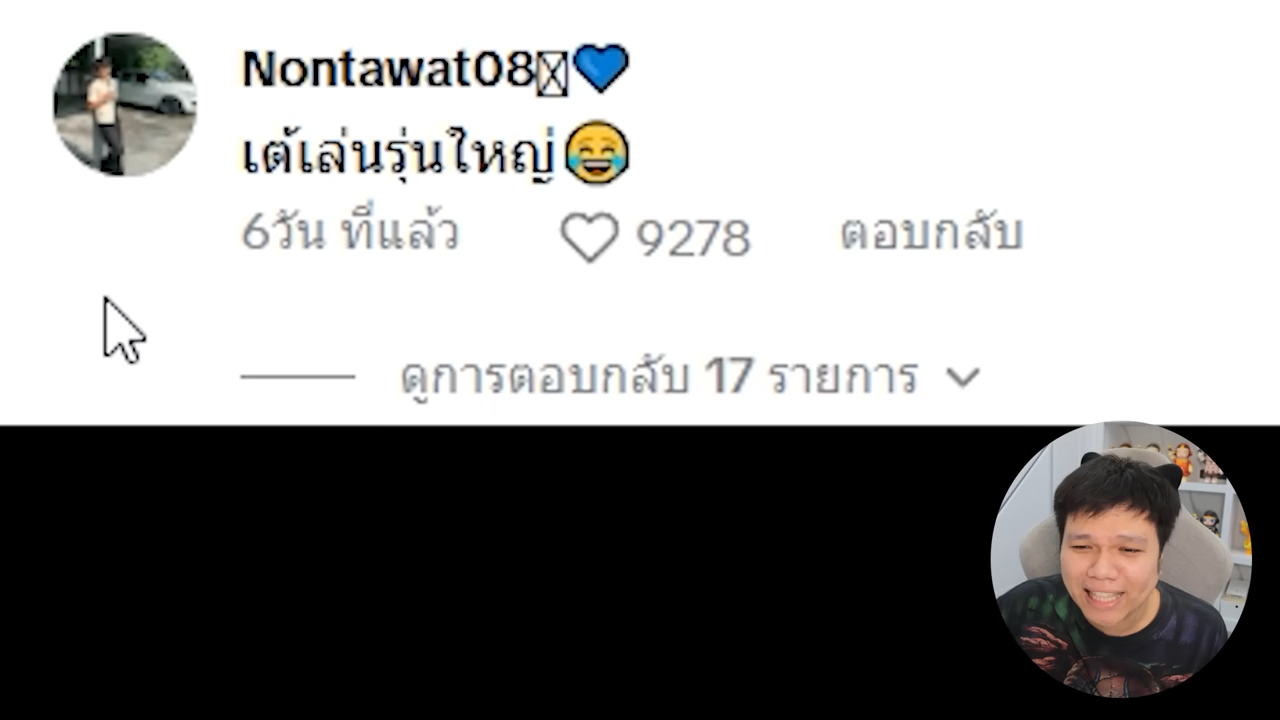 Nontawat08💙
เต้เล่นรุ่นใหญ่😂
6วัน ที่แล้ว 9278 ตอบกลับ
ดูการตอบกลับ 17 รายการ